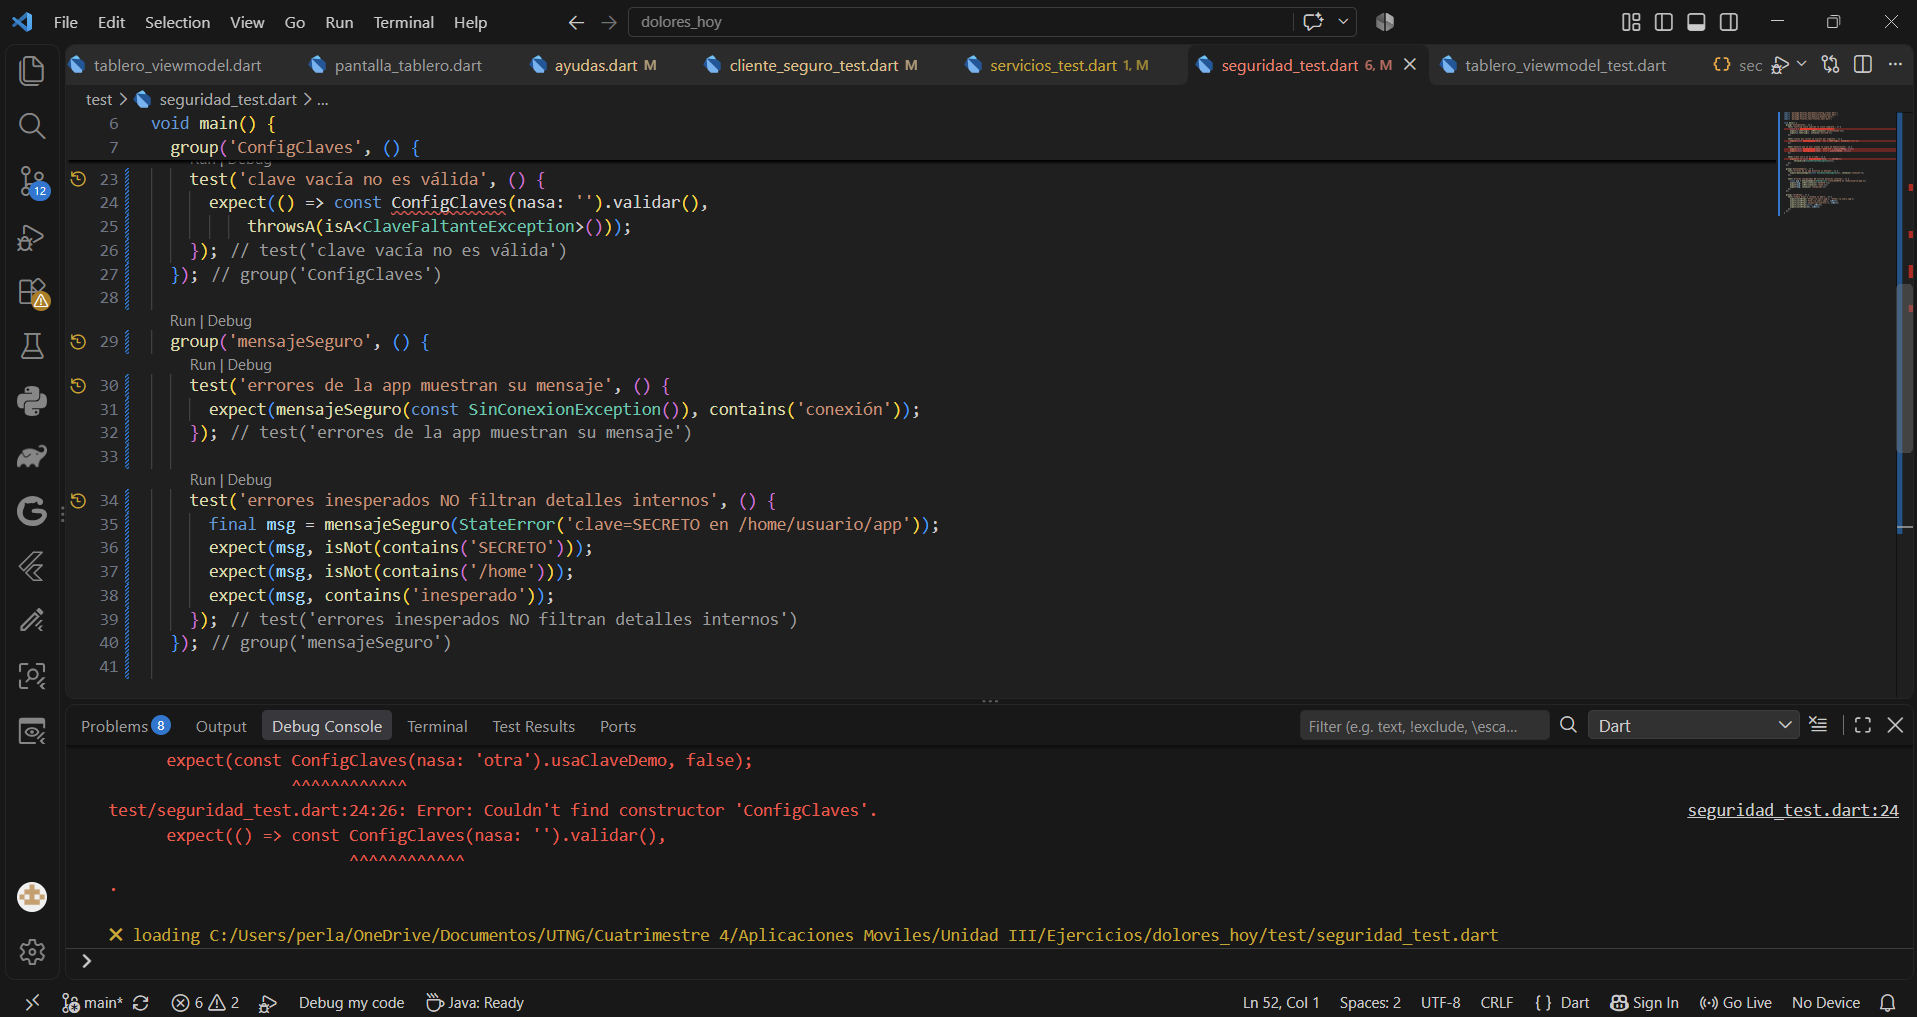 File Edit Selection View Go Run Terminal Help
dolores_hoy
tablero_viewmodel.dart
pantalla_tablero.dart
ayudas.dart M
cliente_seguro_test.dart M
servicios_test.dart 1, M
seguridad_test.dart 6, M
tablero_viewmodel_test.dart
{} sec
test > seguridad_test.dart > ...
6 void main() {
7 group('ConfigClaves', () {
23 test('clave vacía no es válida', () {
24 expect(() => const ConfigClaves(nasa: '').validar(),
25 throwsA(isA<ClaveFaltanteException>()));
26 }); // test('clave vacía no es válida')
27 }); // group('ConfigClaves')
28
Run | Debug
29 group('mensajeSeguro', () {
Run | Debug
30 test('errores de la app muestran su mensaje', () {
31 expect(mensajeSeguro(const SinConexionException()), contains('conexión'));
32 }); // test('errores de la app muestran su mensaje')
33
Run | Debug
34 test('errores inesperados NO filtran detalles internos', () {
35 final msg = mensajeSeguro(StateError('clave=SECRETO en /home/usuario/app'));
36 expect(msg, isNot(contains('SECRETO')));
37 expect(msg, isNot(contains('/home')));
38 expect(msg, contains('inesperado'));
39 }); // test('errores inesperados NO filtran detalles internos')
40 }); // group('mensajeSeguro')
41
12
Problems 8 Output Debug Console Terminal Test Results Ports
Filter (e.g. text, !exclude, \esca...
Dart
expect(const ConfigClaves(nasa: 'otra').usaClaveDemo, false);
^^^^^^^^^^^^
test/seguridad_test.dart:24:26: Error: Couldn't find constructor 'ConfigClaves'.
seguridad_test.dart:24
expect(() => const ConfigClaves(nasa: '').validar(),
^^^^^^^^^^^^
.
✕ loading C:/Users/perla/OneDrive/Documentos/UTNG/Cuatrimestre 4/Aplicaciones Moviles/Unidad III/Ejercicios/dolores_hoy/test/seguridad_test.dart
>
main* 6 2 Debug my code Java: Ready Ln 52, Col 1 Spaces: 2 UTF-8 CRLF {} Dart Sign In Go Live No Device